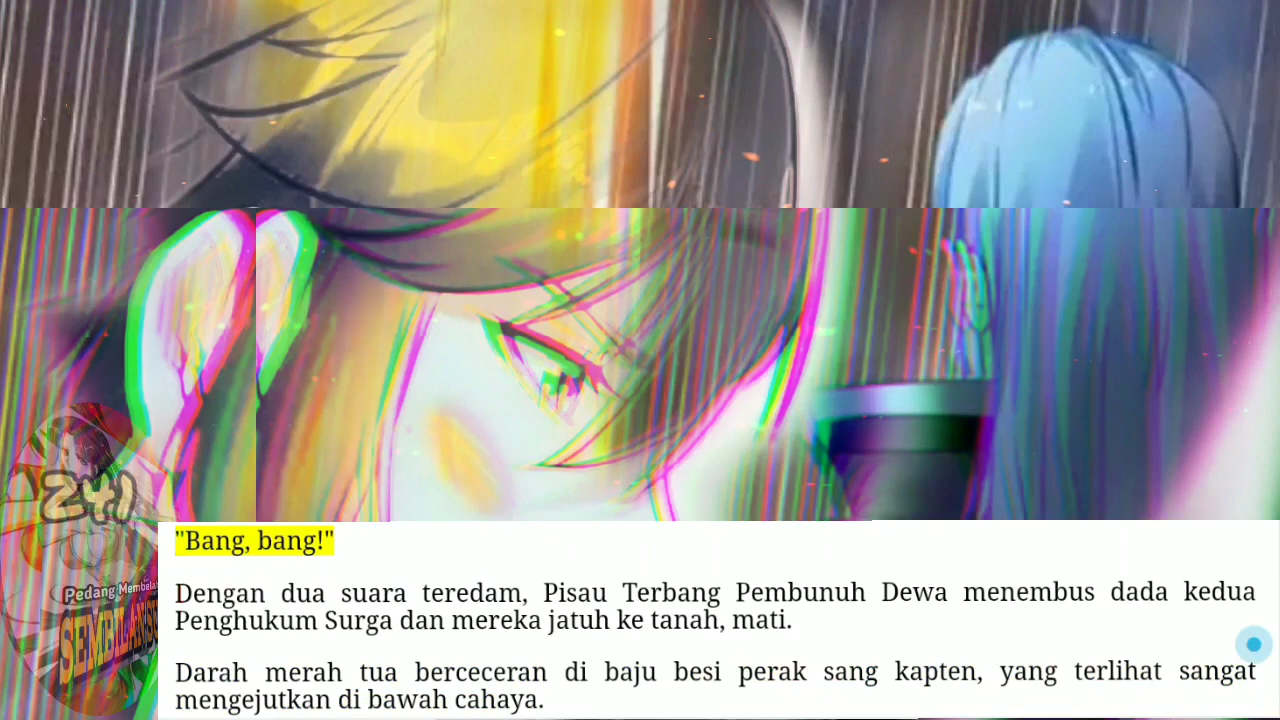 241
Pedang Membela
SEMBILAN SU
"Bang, bang!"
Dengan dua suara teredam, Pisau Terbang Pembunuh Dewa menembus dada kedua
Penghukum Surga dan mereka jatuh ke tanah, mati.
Darah merah tua berceceran di baju besi perak sang kapten, yang terlihat sangat
mengejutkan di bawah cahaya.